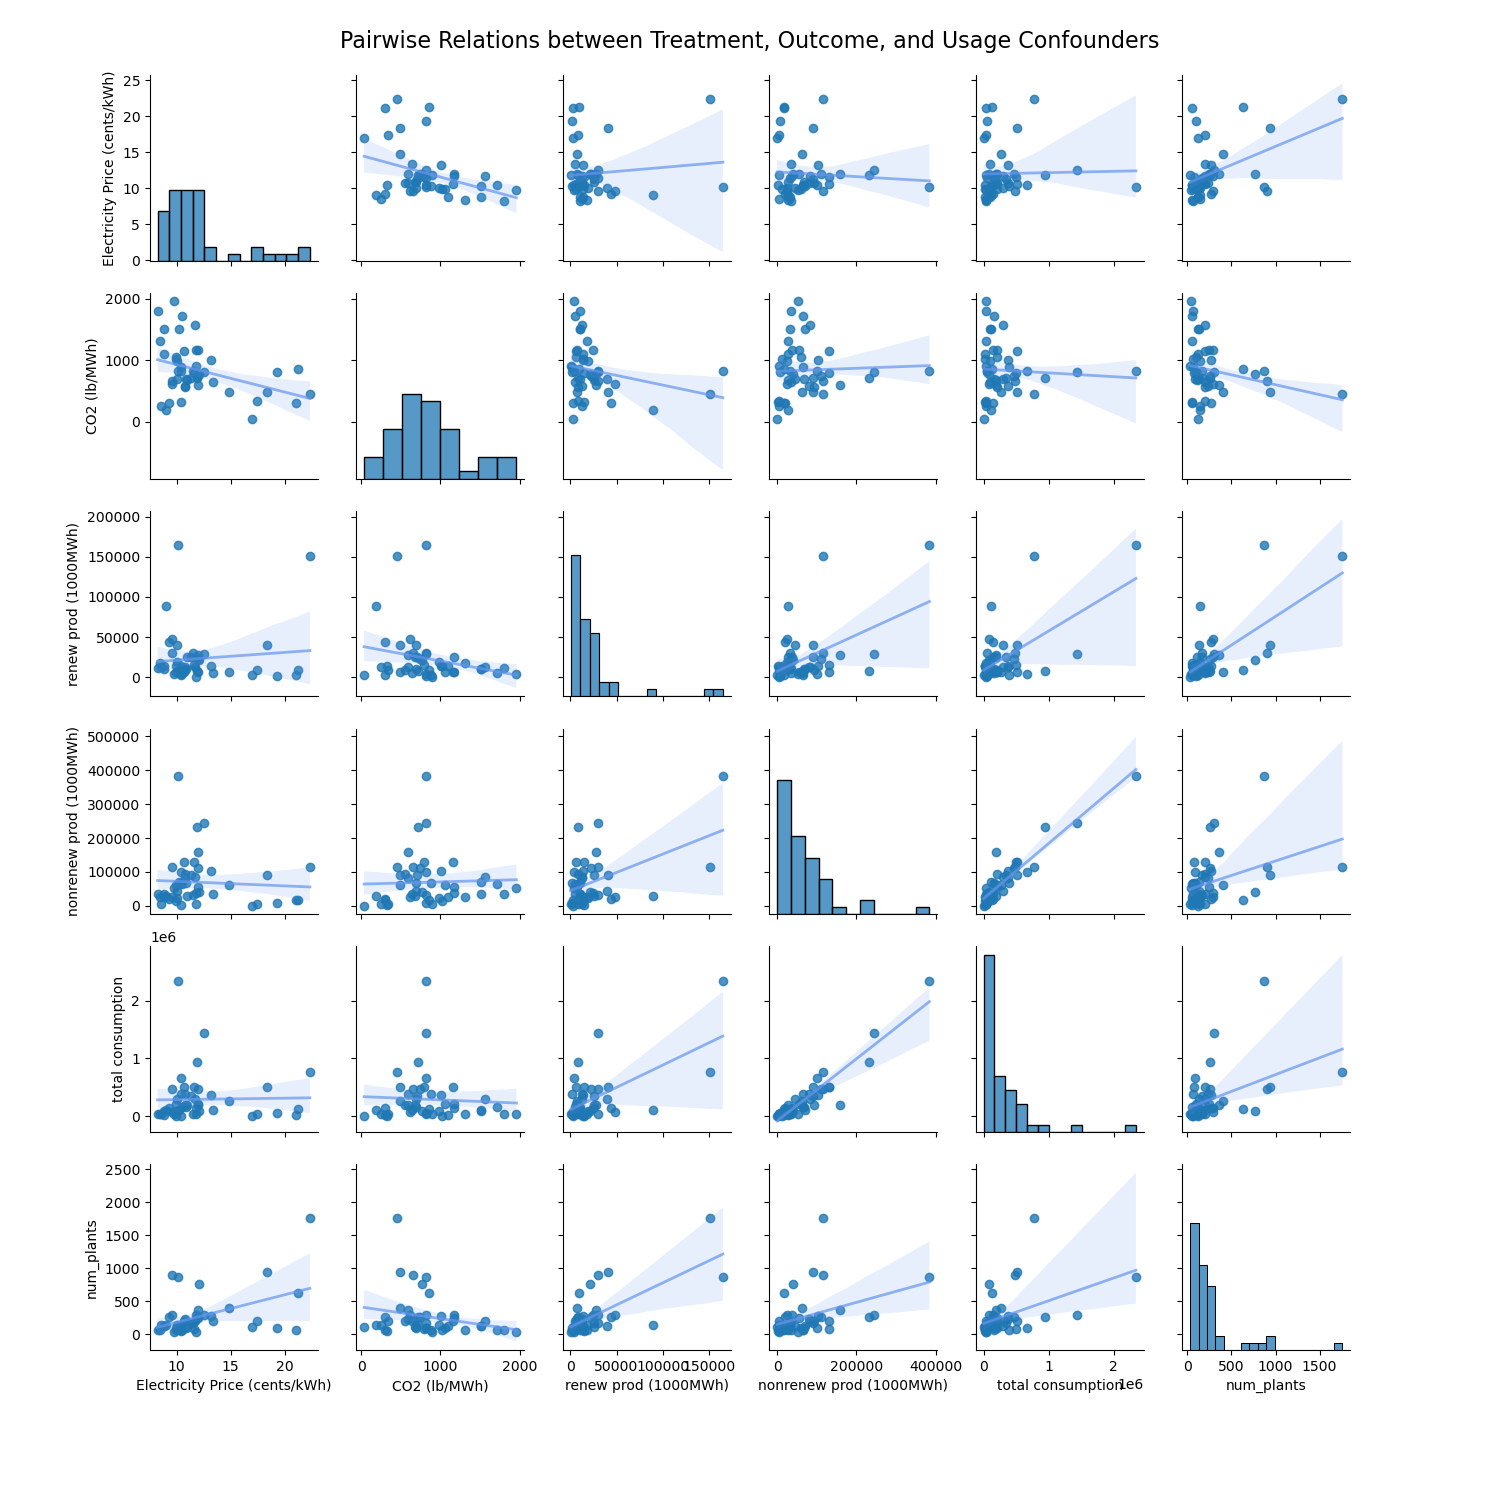 Pairwise Relations between Treatment, Outcome, and Usage Confounders
Electricity Price (cents/kWh)
25
20
15
10
5
0
CO2 (lb/MWh)
2000
1000
0
renew prod (1000MWh)
200000
150000
100000
50000
0
nonrenew prod (1000MWh)
500000
400000
300000
200000
100000
0
1e6
total consumption
2
1
0
num_plants
2500
2000
1500
1000
500
0
10 15 20 0 1000 2000 0 50000 100000 150000 0 200000 400000 0 1 2 0 500 1000 1500
Electricity Price (cents/kWh) CO2 (lb/MWh) renew prod (1000MWh) nonrenew prod (1000MWh) total consumption 1e6 num_plants